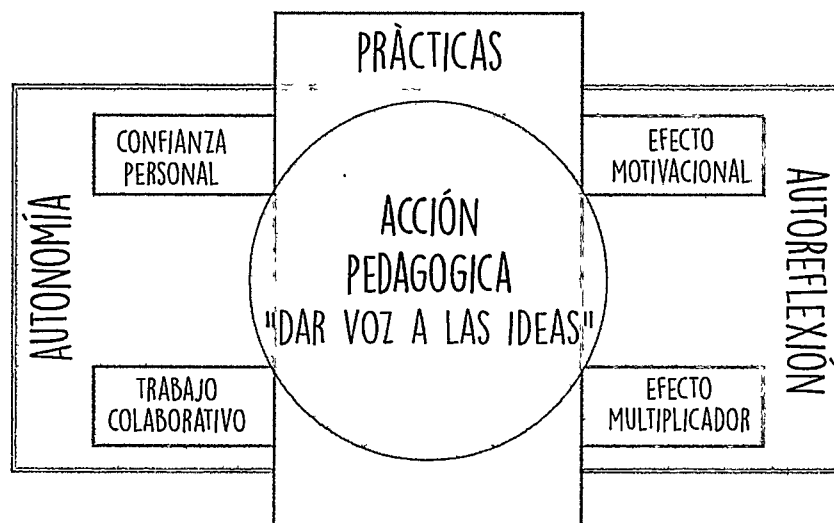 PRÀCTICAS
CONFIANZA
PERSONAL
EFECTO
MOTIVACIONAL
AUTONOMÍA
ACCIÓN
PEDAGOGICA
"DAR VOZ A LAS IDEAS"
AUTOREFLEXIÓN
TRABAJO
COLABORATIVO
EFECTO
MULTIPLICADOR